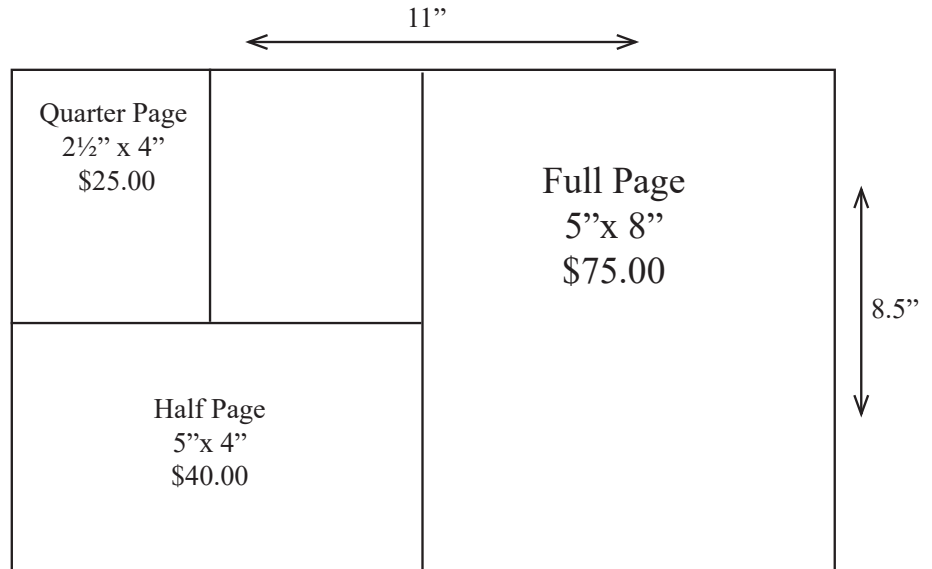 11”
Quarter Page
2½” x 4”
$25.00
Full Page
5”x 8”
$75.00
8.5”
Half Page
5”x 4”
$40.00